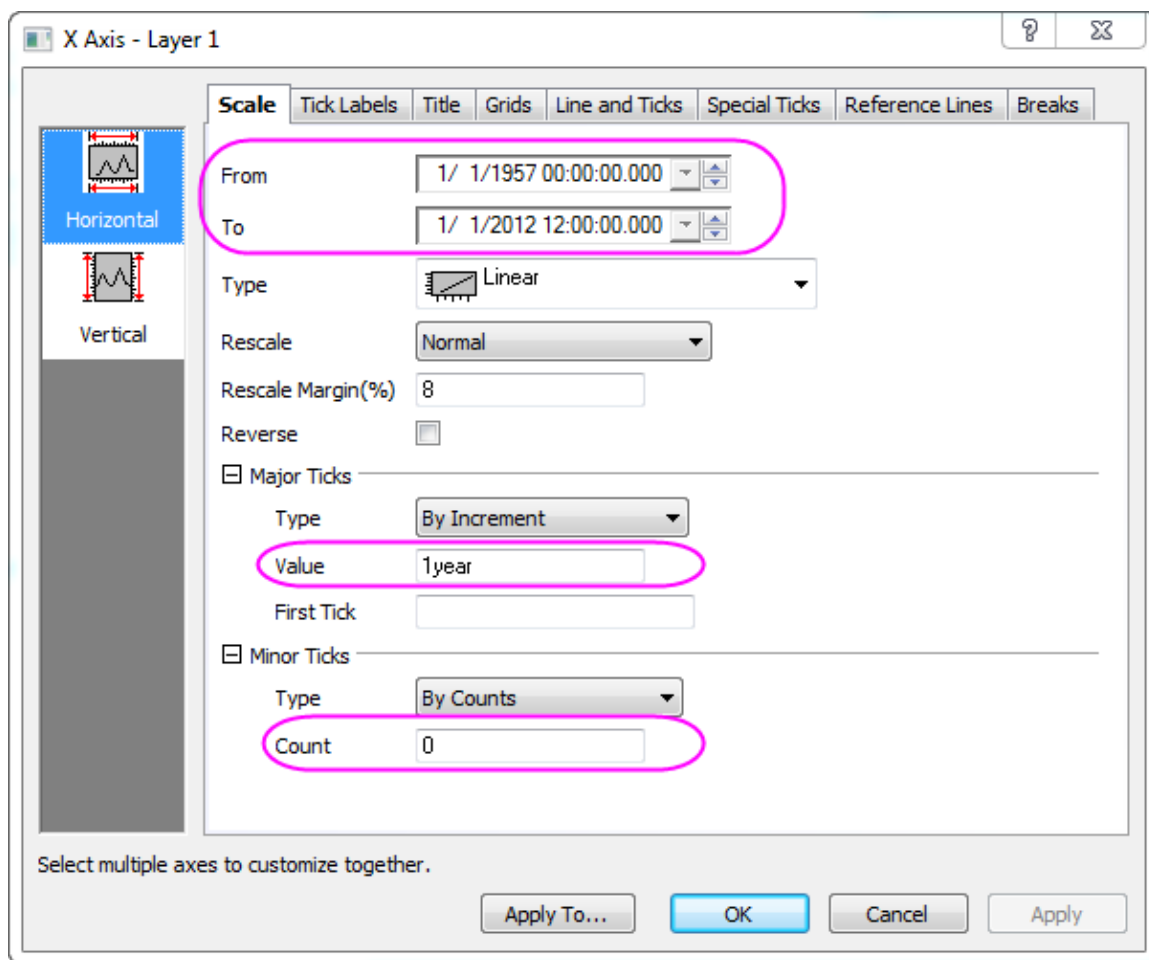 X Axis - Layer 1
Scale Tick Labels Title Grids Line and Ticks Special Ticks Reference Lines Breaks
Horizontal
Vertical
From 1/ 1/1957 00:00:00.000
To 1/ 1/2012 12:00:00.000
Type Linear
Rescale Normal
Rescale Margin(%) 8
Reverse
Major Ticks
Type By Increment
Value 1year
First Tick
Minor Ticks
Type By Counts
Count 0
Select multiple axes to customize together.
Apply To... OK Cancel Apply